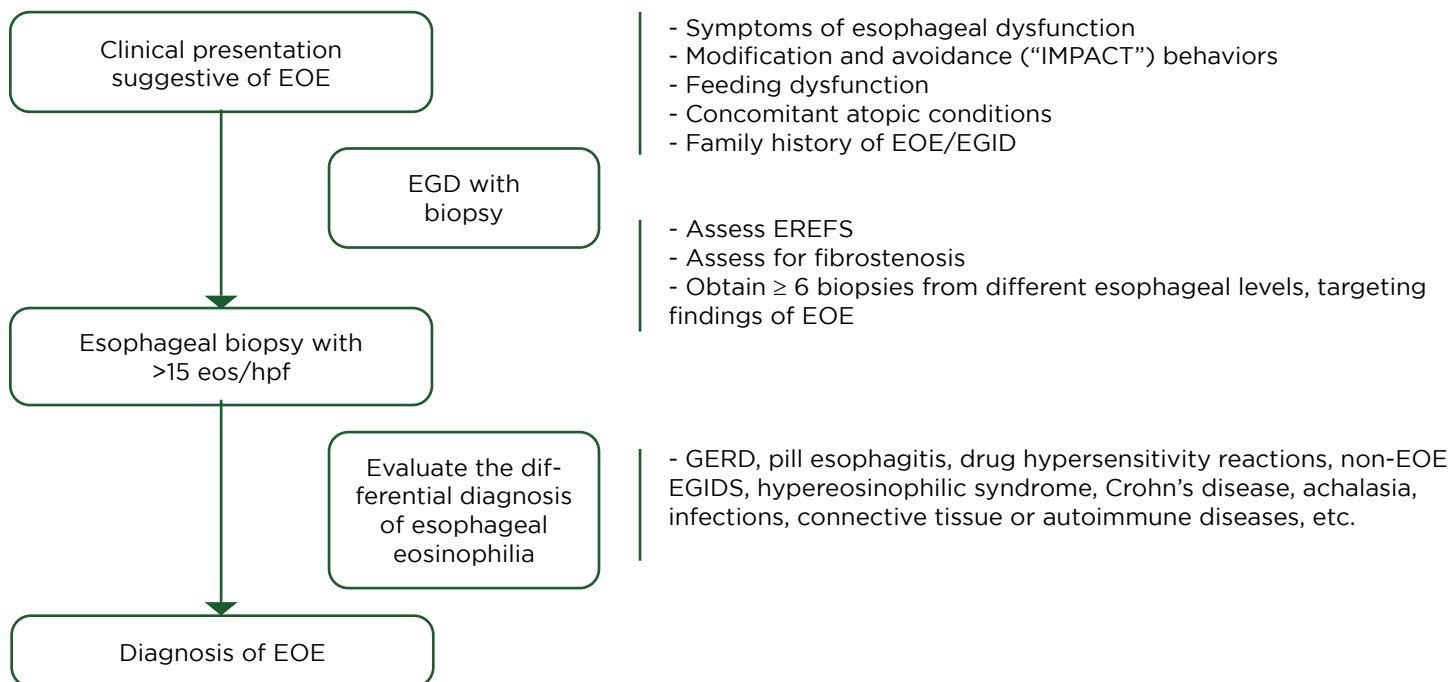 Clinical presentation
suggestive of EOE
- Symptoms of esophageal dysfunction
- Modification and avoidance (“IMPACT”) behaviors
- Feeding dysfunction
- Concomitant atopic conditions
- Family history of EOE/EGID
EGD with
biopsy
- Assess EREFS
- Assess for fibrostenosis
- Obtain ≥ 6 biopsies from different esophageal levels, targeting
findings of EOE
Esophageal biopsy with
>15 eos/hpf
Evaluate the dif-
ferential diagnosis
of esophageal
eosinophilia
- GERD, pill esophagitis, drug hypersensitivity reactions, non-EOE
EGIDS, hypereosinophilic syndrome, Crohn’s disease, achalasia,
infections, connective tissue or autoimmune diseases, etc.
Diagnosis of EOE